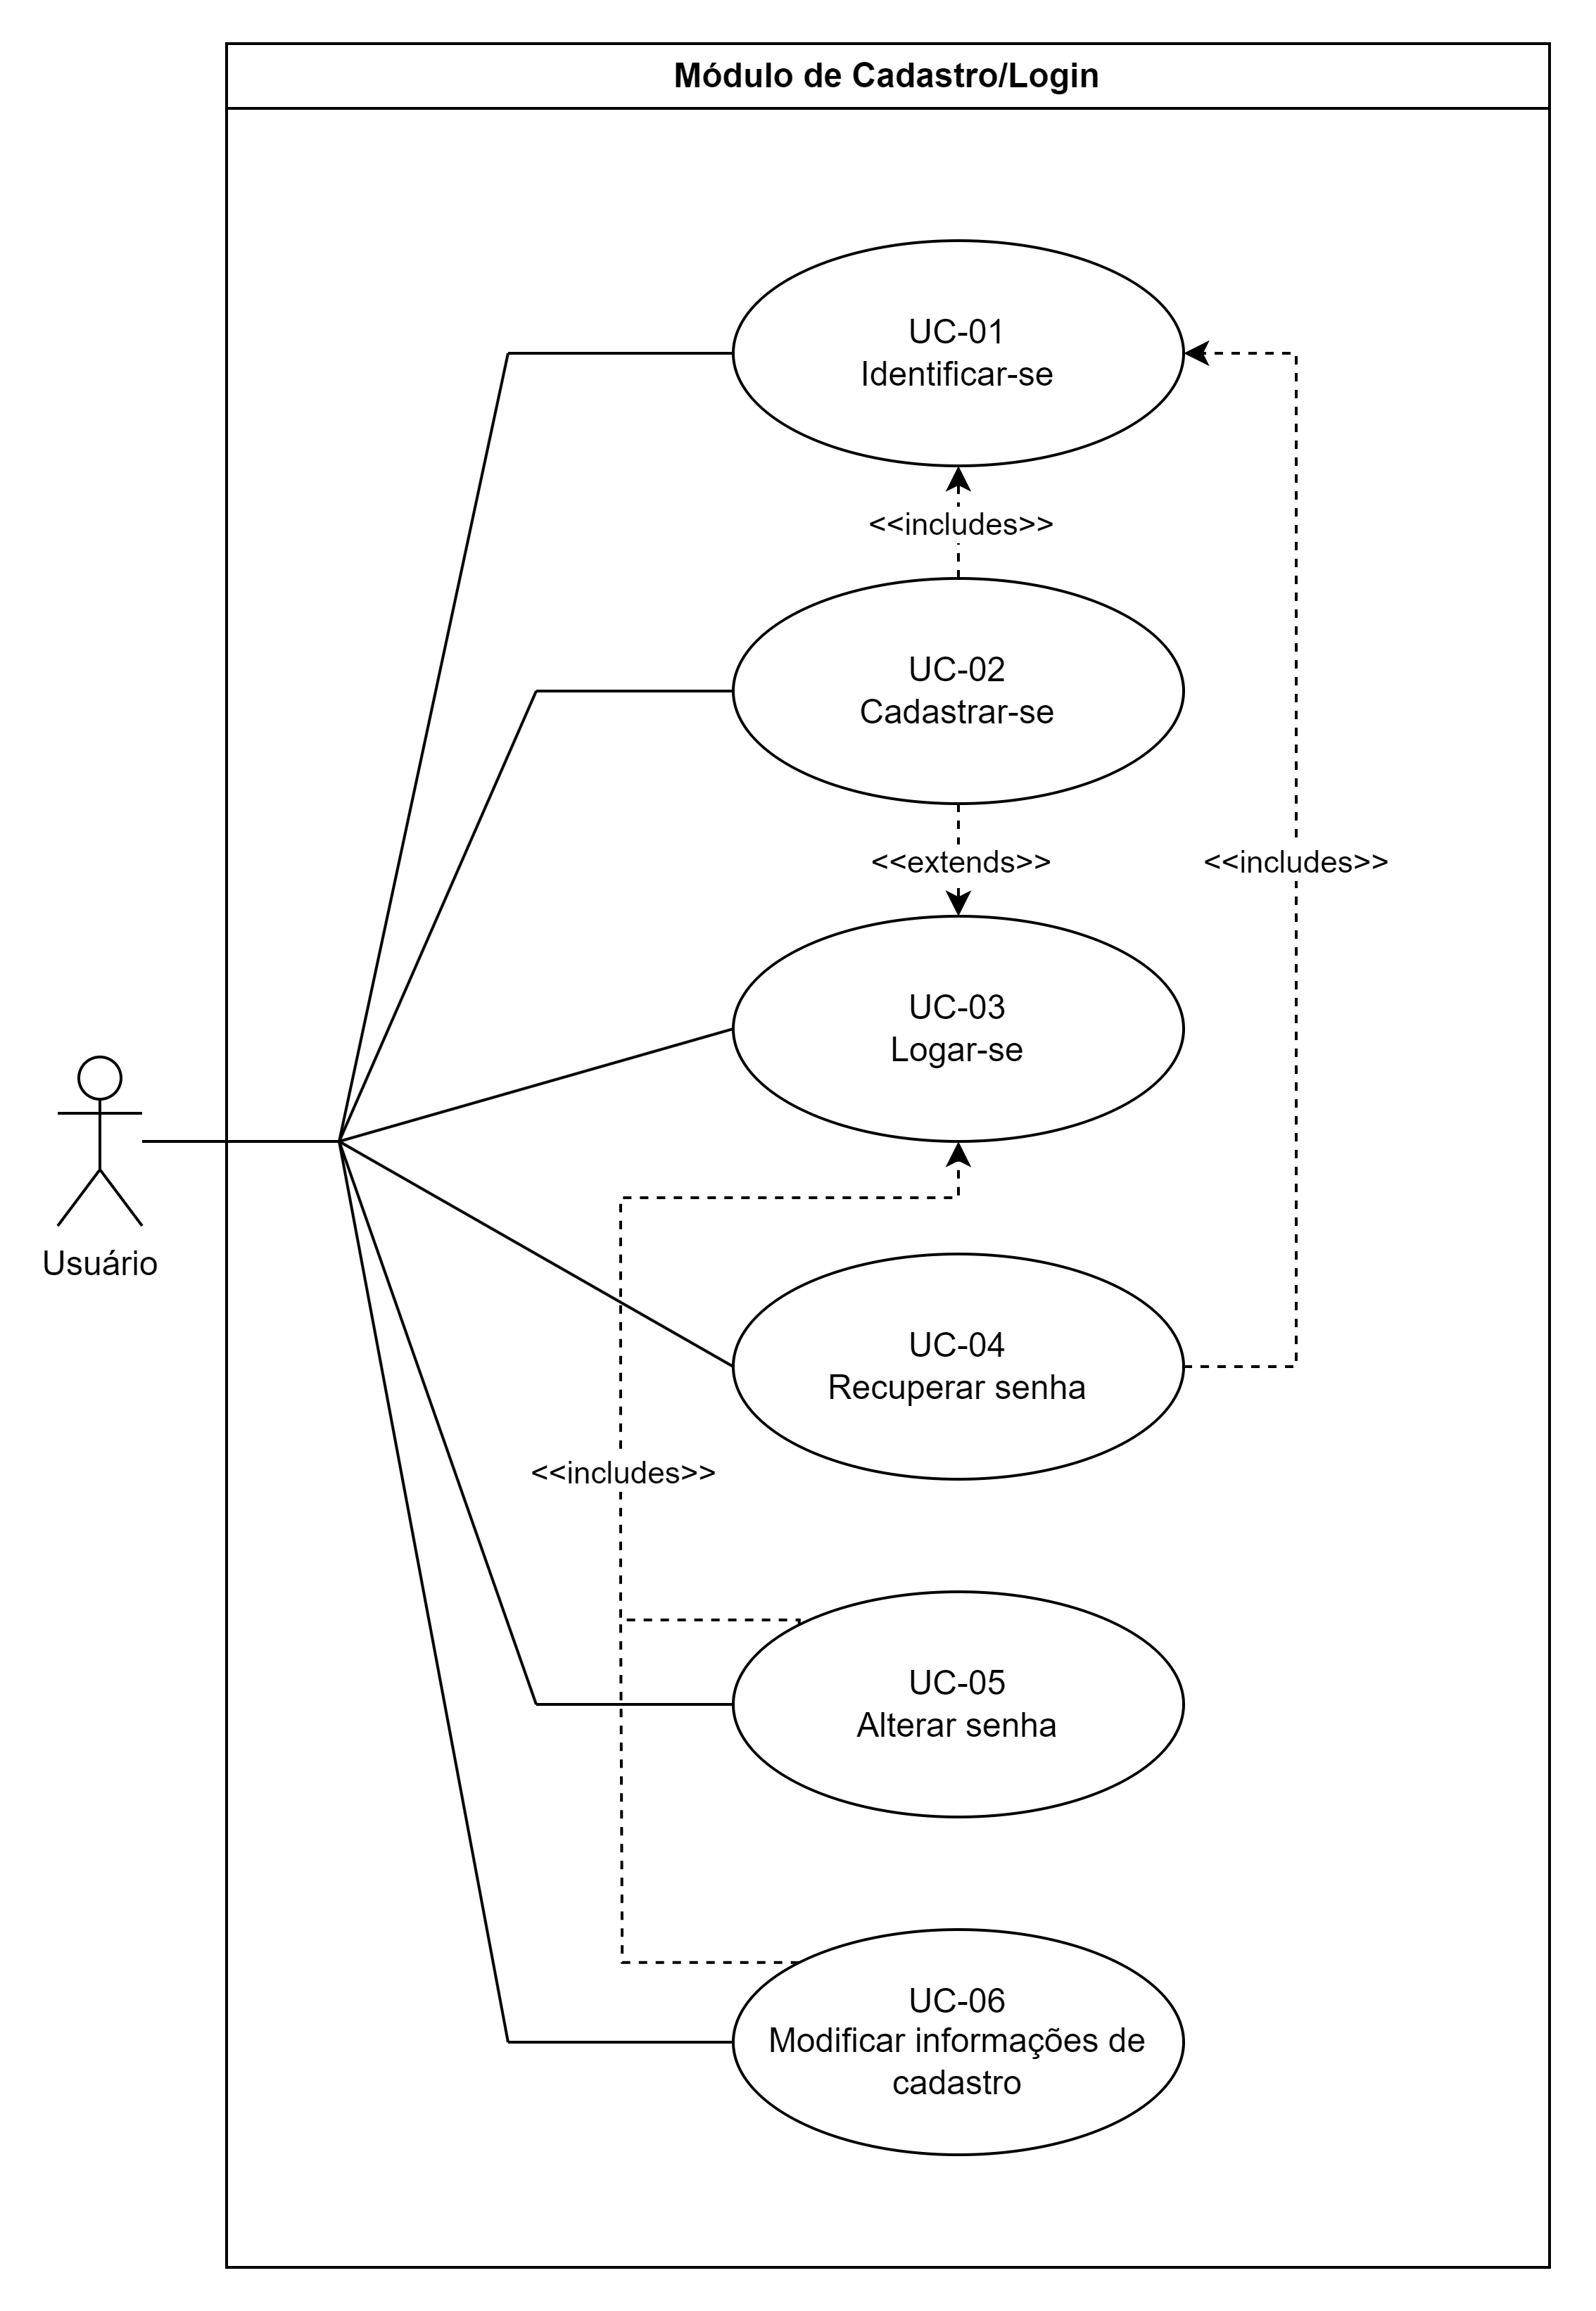 Módulo de Cadastro/Login
UC-01
Identificar-se
<<includes>>
UC-02
Cadastrar-se
<<extends>>
<<includes>>
UC-03
Logar-se
Usuário
UC-04
Recuperar senha
<<includes>>
UC-05
Alterar senha
UC-06
Modificar informações de
cadastro